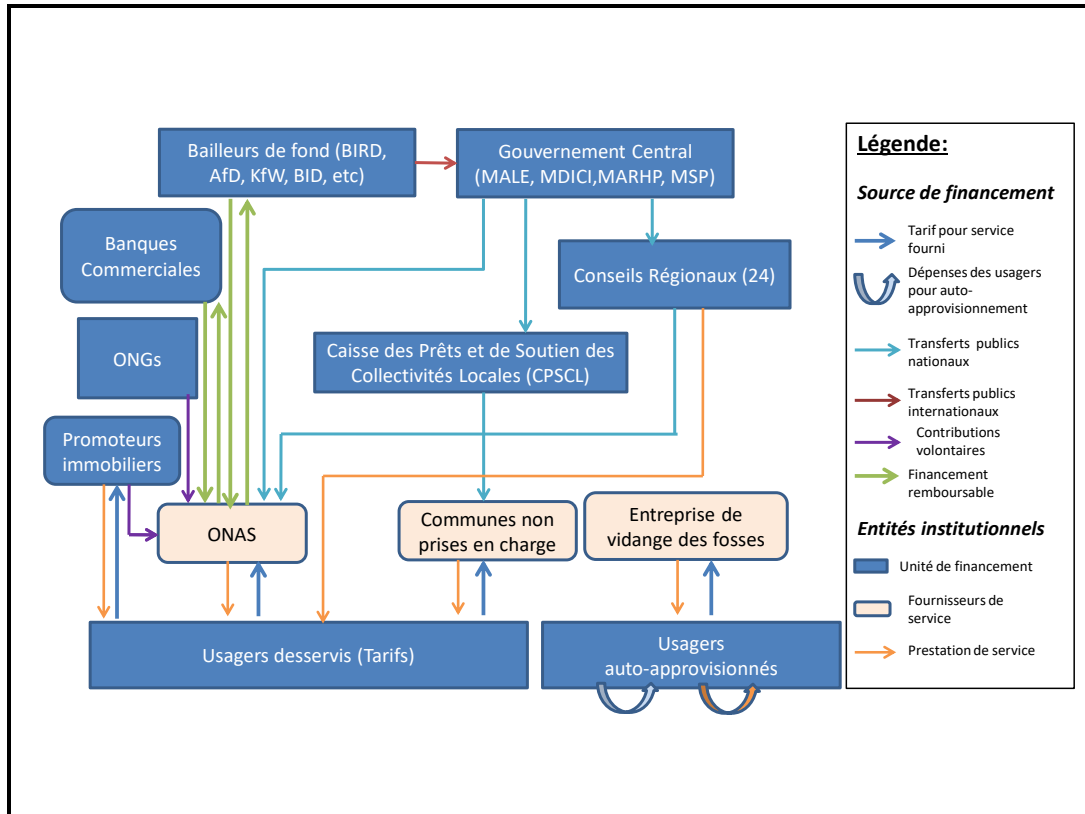 Bailleurs de fond (BIRD,
AfD, KfW, BID, etc)
Gouvernement Central
(MALE, MDICI,MARHP, MSP)
Banques
Commerciales
Conseils Régionaux (24)
ONGs
Caisse des Prêts et de Soutien des
Collectivités Locales (CPSCL)
Promoteurs
immobiliers
ONAS
Communes non
prises en charge
Entreprise de
vidange des fosses
Usagers desservis (Tarifs)
Usagers
auto-approvisionnés
Légende:
Source de financement
Tarif pour service
fourni
Dépenses des usagers
pour auto-
approvisionnement
Transferts publics
nationaux
Transferts publics
internationaux
Contributions
volontaires
Financement
remboursable
Entités institutionnels
Unité de financement
Fournisseurs de
service
Prestation de service